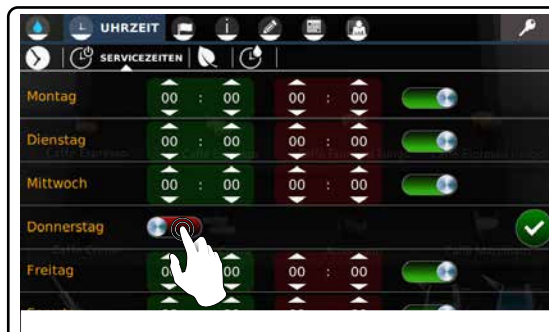 UHRZEIT
SERVICEZEITEN
Montag 00 : 00 00 : 00
Dienstag 00 : 00 00 : 00
Mittwoch 00 : 00 00 : 00
Donnerstag
Freitag 00 00 : 00